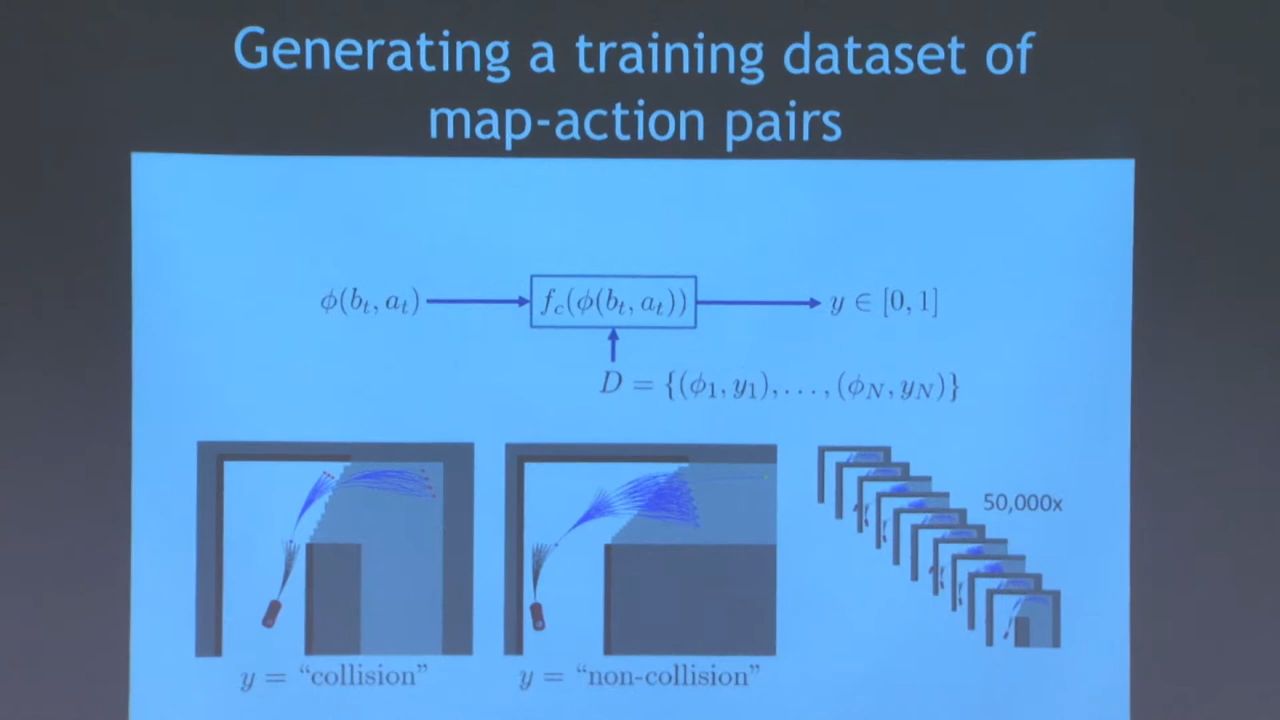 Generating a training dataset of
map-action pairs
ϕ(b_t, a_t)
f_c(ϕ(b_t, a_t))
y ∈ [0, 1]
D = {(ϕ_1, y_1), . . . , (ϕ_N, y_N)}
50,000x
y = “collision”
y = “non-collision”